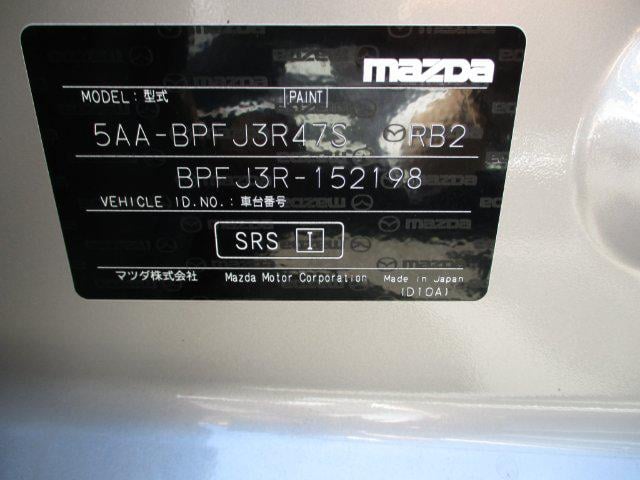 mazda
MODEL:型式 PAINT
5AA-BPFJ3R47S RB2
BPFJ3R-152198
VEHICLE ID.NO.:車台番号
SRS I
マツダ株式会社 Mazda Motor Corporation Made in Japan
(D10A)